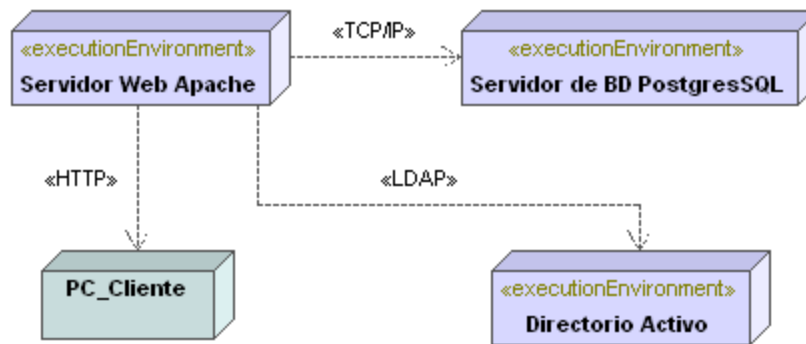 «executionEnvironment»
Servidor Web Apache
«TCP/IP»
«executionEnvironment»
Servidor de BD PostgresSQL
«HTTP»
«LDAP»
PC_Cliente
«executionEnvironment»
Directorio Activo